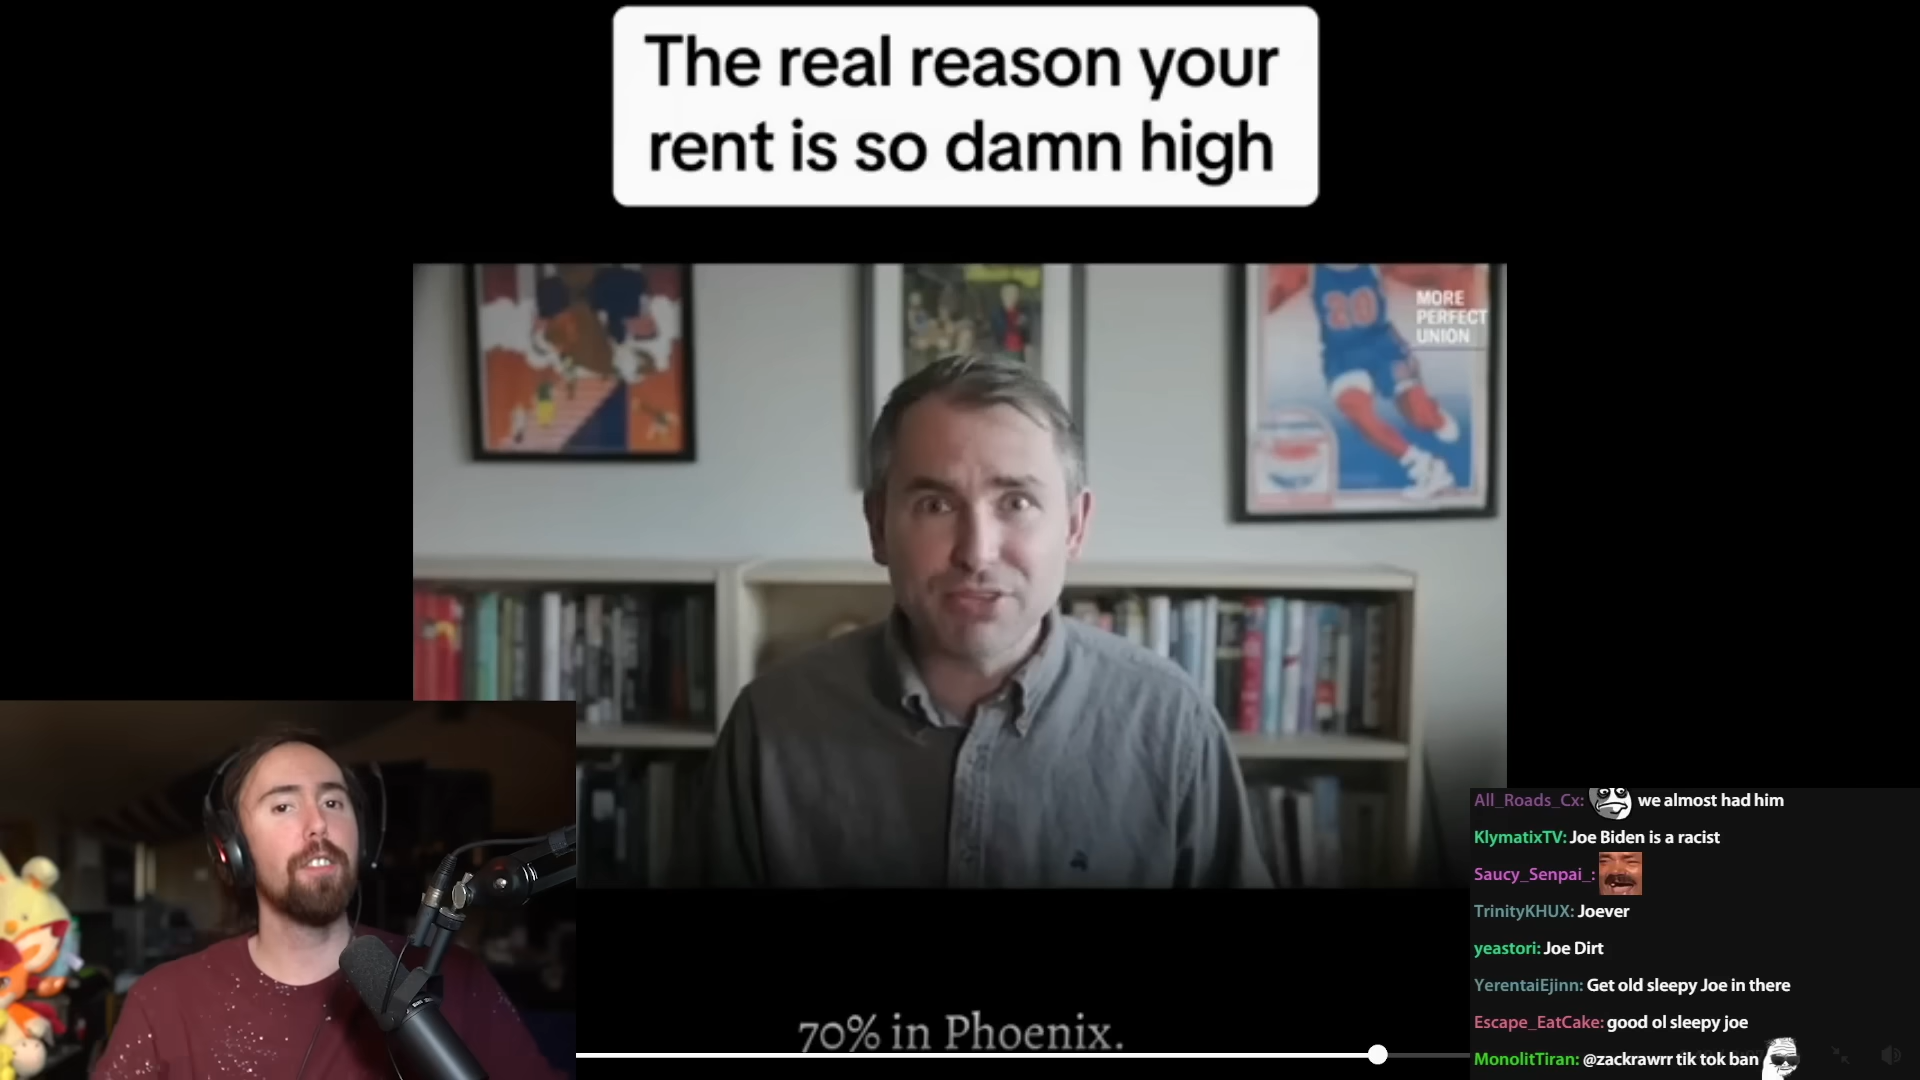 The real reason your
rent is so damn high
MORE
PERFECT
UNION
20
70% in Phoenix.
All_Roads_Cx: we almost had him
KlymatixTV: Joe Biden is a racist
Saucy_Senpai_:
TrinityKHUX: Joever
yeastori: Joe Dirt
YerentaiEjinn: Get old sleepy Joe in there
Escape_EatCake: good ol sleepy joe
MonolitTiran: @zackrawrr tik tok ban